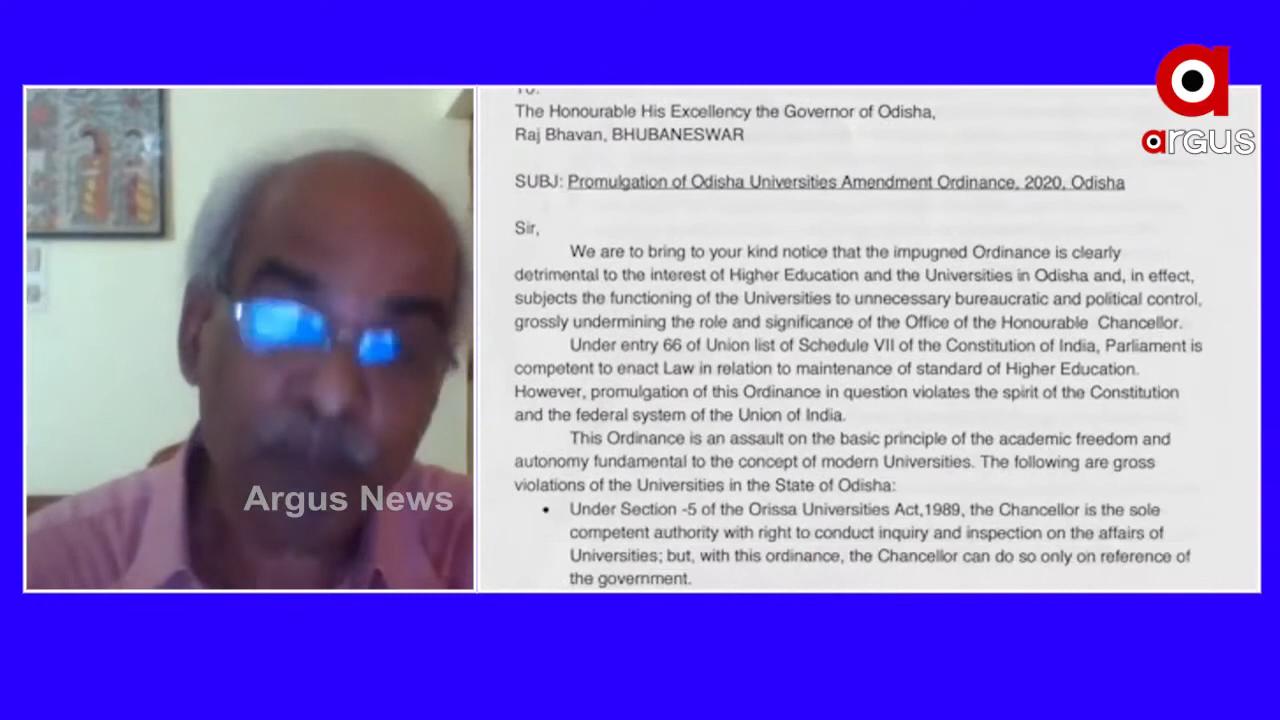 To:
The Honourable His Excellency the Governor of Odisha,
Raj Bhavan, BHUBANESWAR
SUBJ: Promulgation of Odisha Universities Amendment Ordinance, 2020, Odisha
Sir,
We are to bring to your kind notice that the impugned Ordinance is clearly
detrimental to the interest of Higher Education and the Universities in Odisha and, in effect,
subjects the functioning of the Universities to unnecessary bureaucratic and political control,
grossly undermining the role and significance of the Office of the Honourable Chancellor.
Under entry 66 of Union list of Schedule VII of the Constitution of India, Parliament is
competent to enact Law in relation to maintenance of standard of Higher Education.
However, promulgation of this Ordinance in question violates the spirit of the Constitution
and the federal system of the Union of India.
This Ordinance is an assault on the basic principle of the academic freedom and
autonomy fundamental to the concept of modern Universities. The following are gross
violations of the Universities in the State of Odisha:
• Under Section -5 of the Orissa Universities Act,1989, the Chancellor is the sole
competent authority with right to conduct inquiry and inspection on the affairs of
Universities; but, with this ordinance, the Chancellor can do so only on reference of
the government.
argus
Argus News